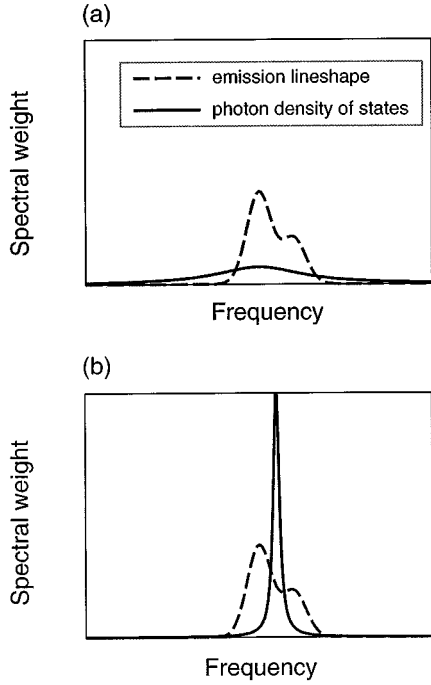 (a)
emission lineshape
photon density of states
Spectral weight
Frequency
(b)
Spectral weight
Frequency